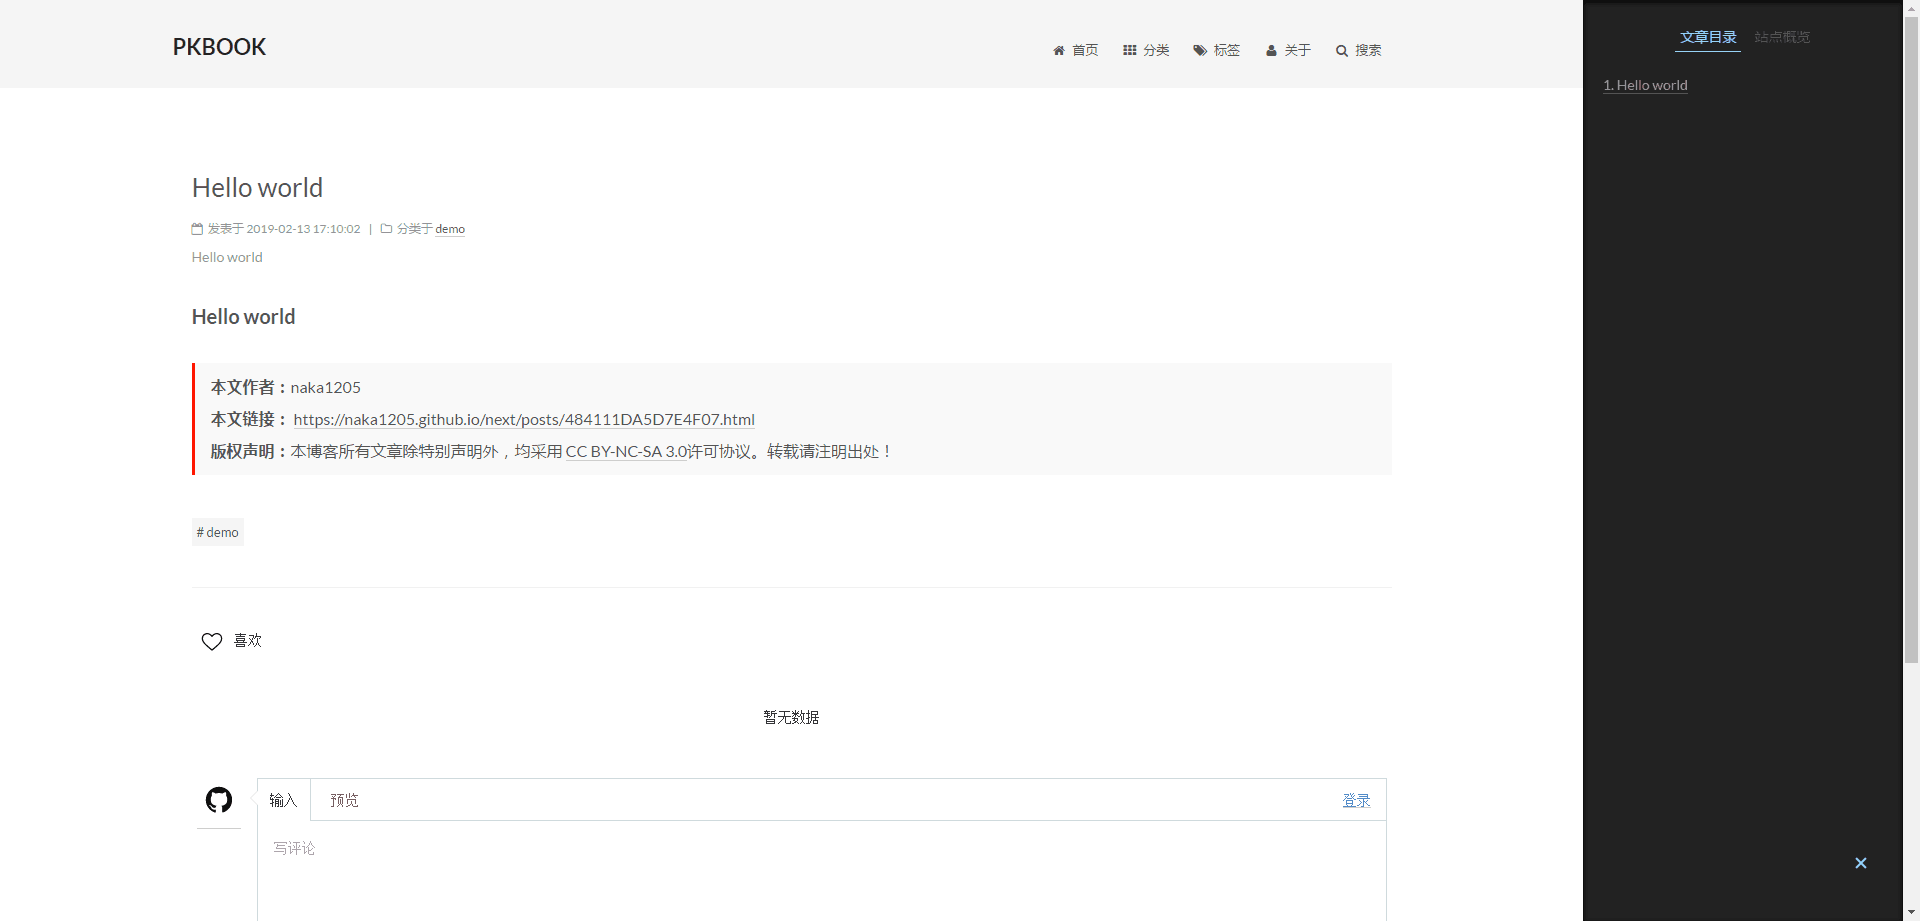 PKBOOK
首页 分类 标签 关于 搜索
文章目录 站点概览
1. Hello world
Hello world
发表于 2019-02-13 17:10:02 | 分类于 demo
Hello world
Hello world
本文作者：naka1205
本文链接： https://naka1205.github.io/next/posts/484111DA5D7E4F07.html
版权声明：本博客所有文章除特别声明外，均采用 CC BY-NC-SA 3.0许可协议。转载请注明出处！
# demo
喜欢
暂无数据
输入 预览 登录
写评论